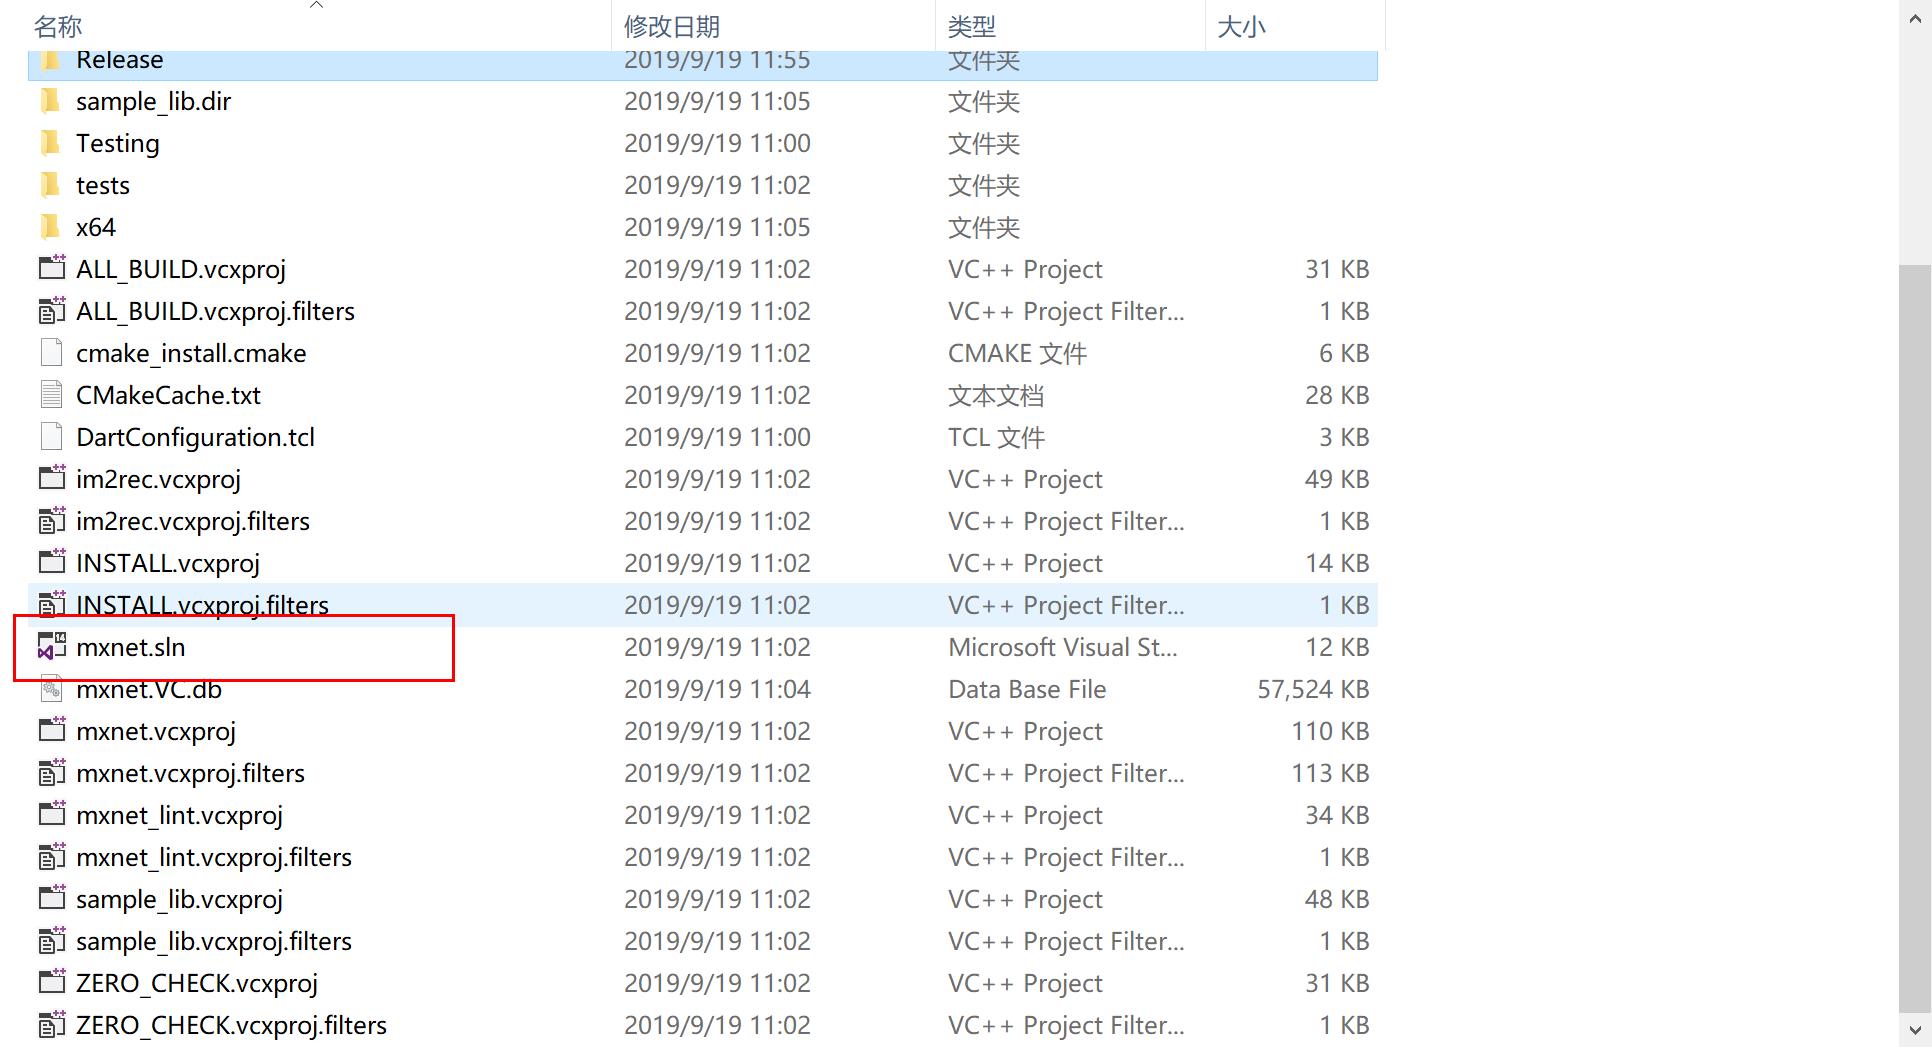 名称 修改日期 类型 大小
Release 2019/9/19 11:55 文件夹
sample_lib.dir 2019/9/19 11:05 文件夹
Testing 2019/9/19 11:00 文件夹
tests 2019/9/19 11:02 文件夹
x64 2019/9/19 11:05 文件夹
ALL_BUILD.vcxproj 2019/9/19 11:02 VC++ Project 31 KB
ALL_BUILD.vcxproj.filters 2019/9/19 11:02 VC++ Project Filter... 1 KB
cmake_install.cmake 2019/9/19 11:02 CMAKE 文件 6 KB
CMakeCache.txt 2019/9/19 11:02 文本文档 28 KB
DartConfiguration.tcl 2019/9/19 11:00 TCL 文件 3 KB
im2rec.vcxproj 2019/9/19 11:02 VC++ Project 49 KB
im2rec.vcxproj.filters 2019/9/19 11:02 VC++ Project Filter... 1 KB
INSTALL.vcxproj 2019/9/19 11:02 VC++ Project 14 KB
INSTALL.vcxproj.filters 2019/9/19 11:02 VC++ Project Filter... 1 KB
mxnet.sln 2019/9/19 11:02 Microsoft Visual St... 12 KB
mxnet.VC.db 2019/9/19 11:04 Data Base File 57,524 KB
mxnet.vcxproj 2019/9/19 11:02 VC++ Project 110 KB
mxnet.vcxproj.filters 2019/9/19 11:02 VC++ Project Filter... 113 KB
mxnet_lint.vcxproj 2019/9/19 11:02 VC++ Project 34 KB
mxnet_lint.vcxproj.filters 2019/9/19 11:02 VC++ Project Filter... 1 KB
sample_lib.vcxproj 2019/9/19 11:02 VC++ Project 48 KB
sample_lib.vcxproj.filters 2019/9/19 11:02 VC++ Project Filter... 1 KB
ZERO_CHECK.vcxproj 2019/9/19 11:02 VC++ Project 31 KB
ZERO_CHECK.vcxproj.filters 2019/9/19 11:02 VC++ Project Filter... 1 KB